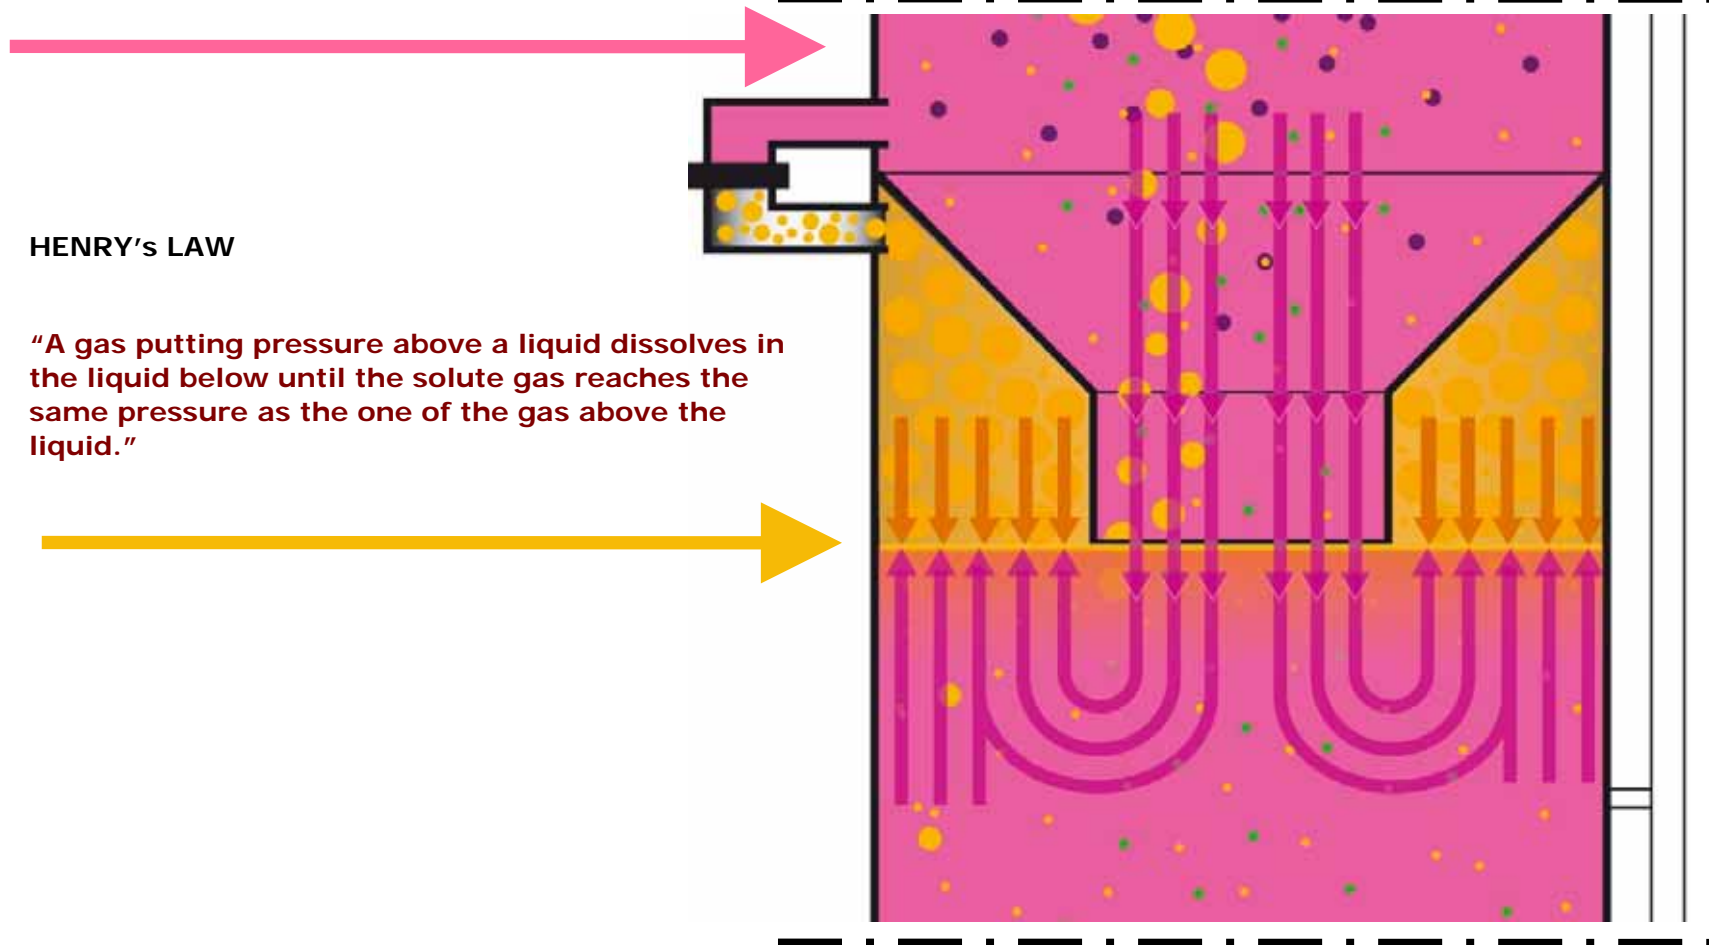 HENRY’s LAW
“A gas putting pressure above a liquid dissolves in
the liquid below until the solute gas reaches the
same pressure as the one of the gas above the
liquid.”